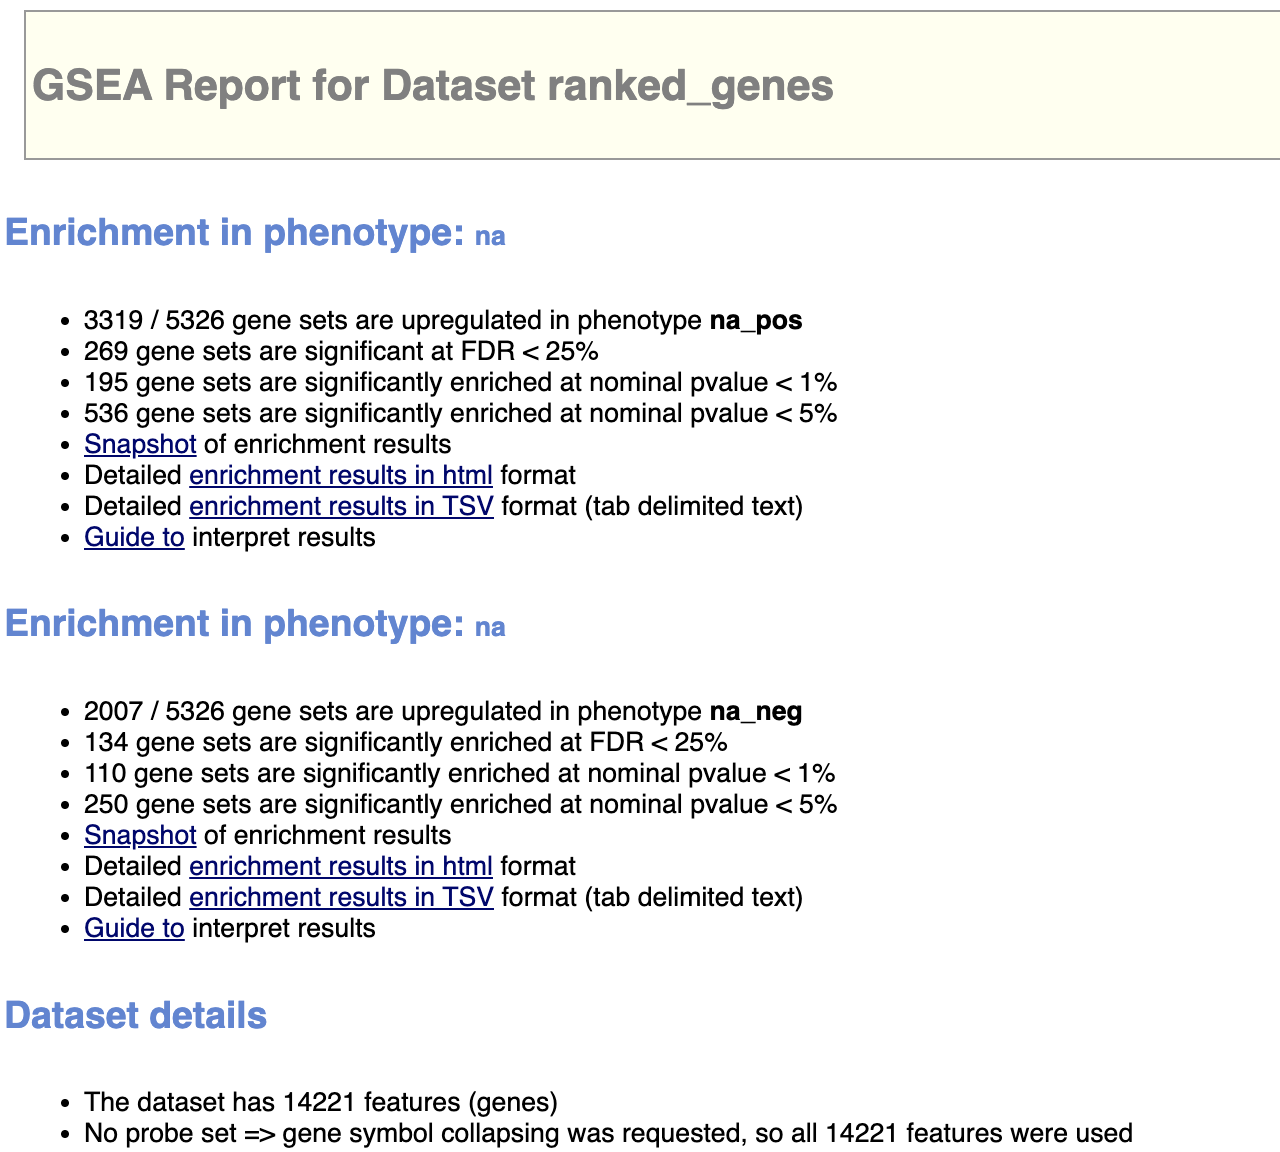 GSEA Report for Dataset ranked_genes
Enrichment in phenotype: na
• 3319 / 5326 gene sets are upregulated in phenotype na_pos
• 269 gene sets are significant at FDR < 25%
• 195 gene sets are significantly enriched at nominal pvalue < 1%
• 536 gene sets are significantly enriched at nominal pvalue < 5%
• Snapshot of enrichment results
• Detailed enrichment results in html format
• Detailed enrichment results in TSV format (tab delimited text)
• Guide to interpret results
Enrichment in phenotype: na
• 2007 / 5326 gene sets are upregulated in phenotype na_neg
• 134 gene sets are significantly enriched at FDR < 25%
• 110 gene sets are significantly enriched at nominal pvalue < 1%
• 250 gene sets are significantly enriched at nominal pvalue < 5%
• Snapshot of enrichment results
• Detailed enrichment results in html format
• Detailed enrichment results in TSV format (tab delimited text)
• Guide to interpret results
Dataset details
• The dataset has 14221 features (genes)
• No probe set => gene symbol collapsing was requested, so all 14221 features were used